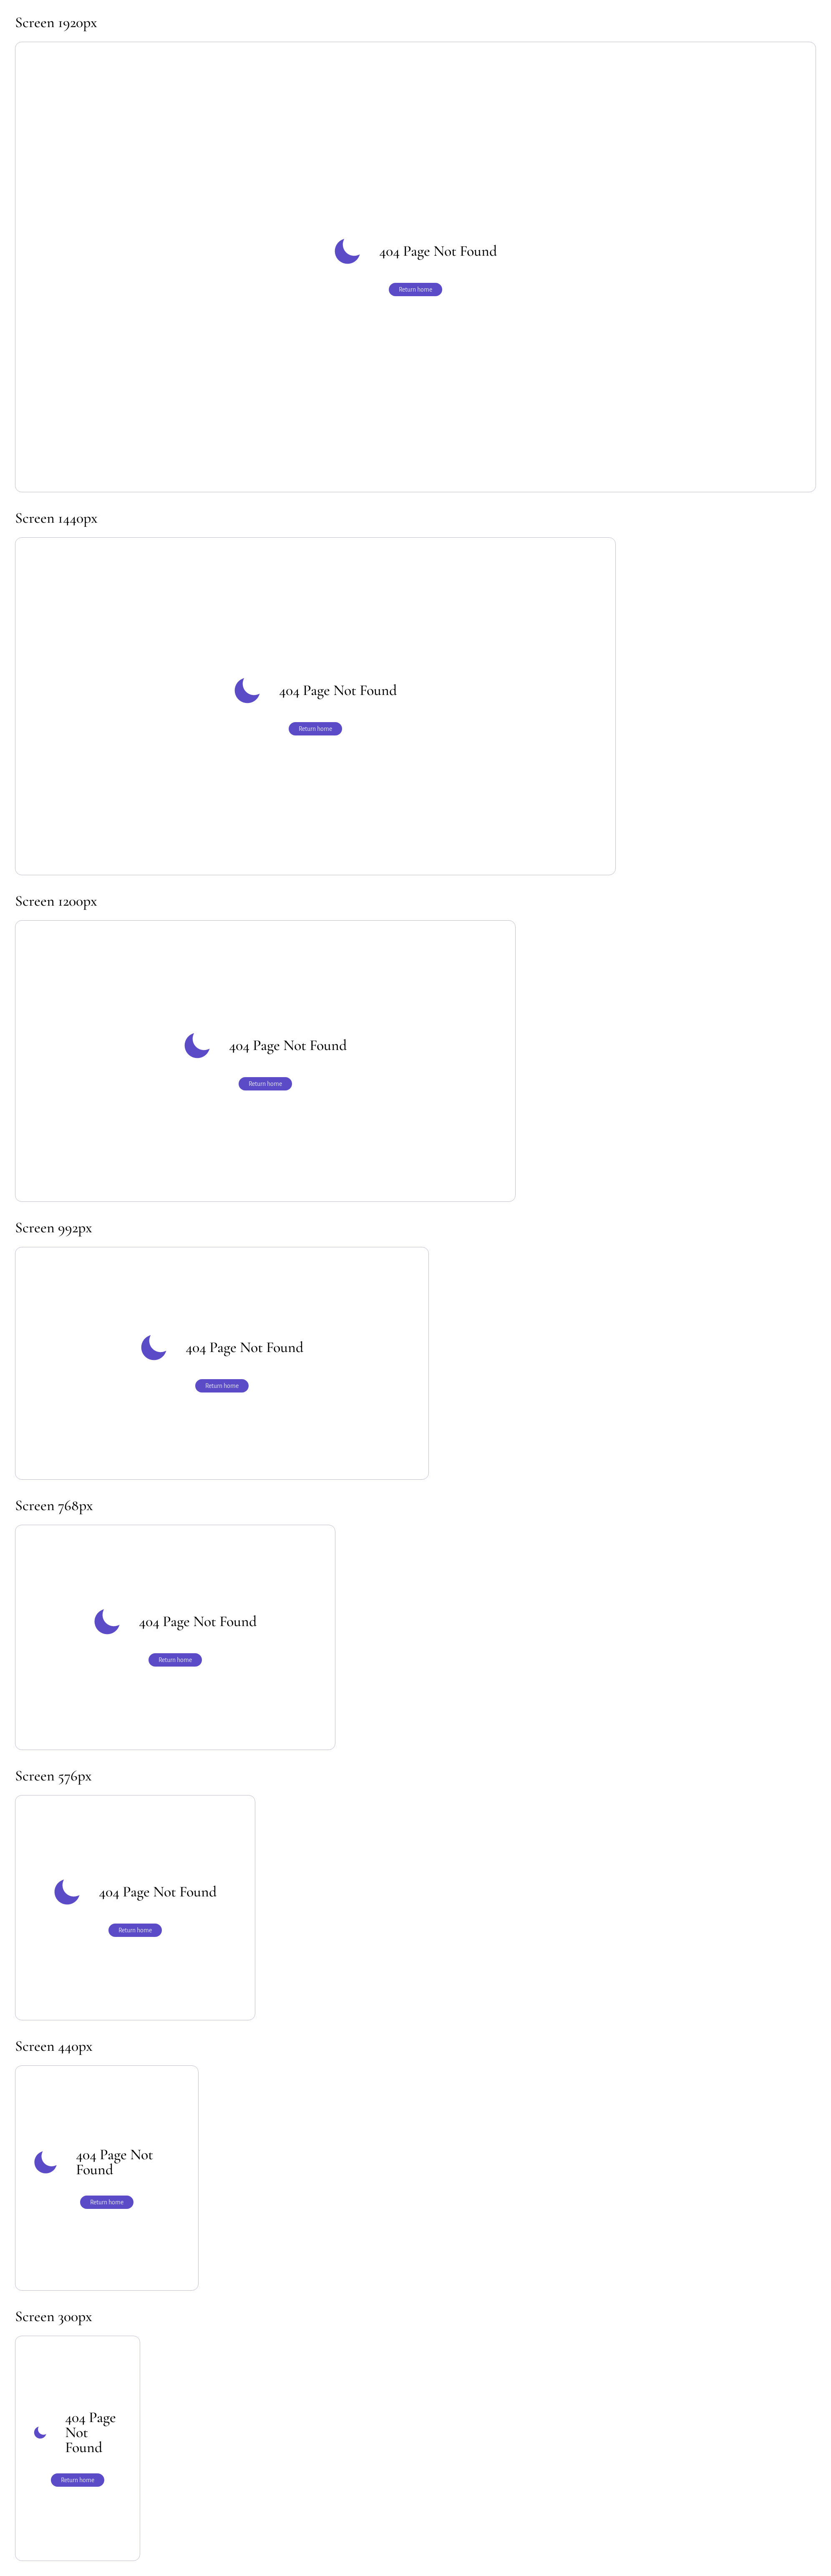 Screen 1920px
404 Page Not Found
Return home
Screen 1440px
404 Page Not Found
Return home
Screen 1200px
404 Page Not Found
Return home
Screen 992px
404 Page Not Found
Return home
Screen 768px
404 Page Not Found
Return home
Screen 576px
404 Page Not Found
Return home
Screen 440px
404 Page Not
Found
Return home
Screen 300px
404 Page
Not
Found
Return home